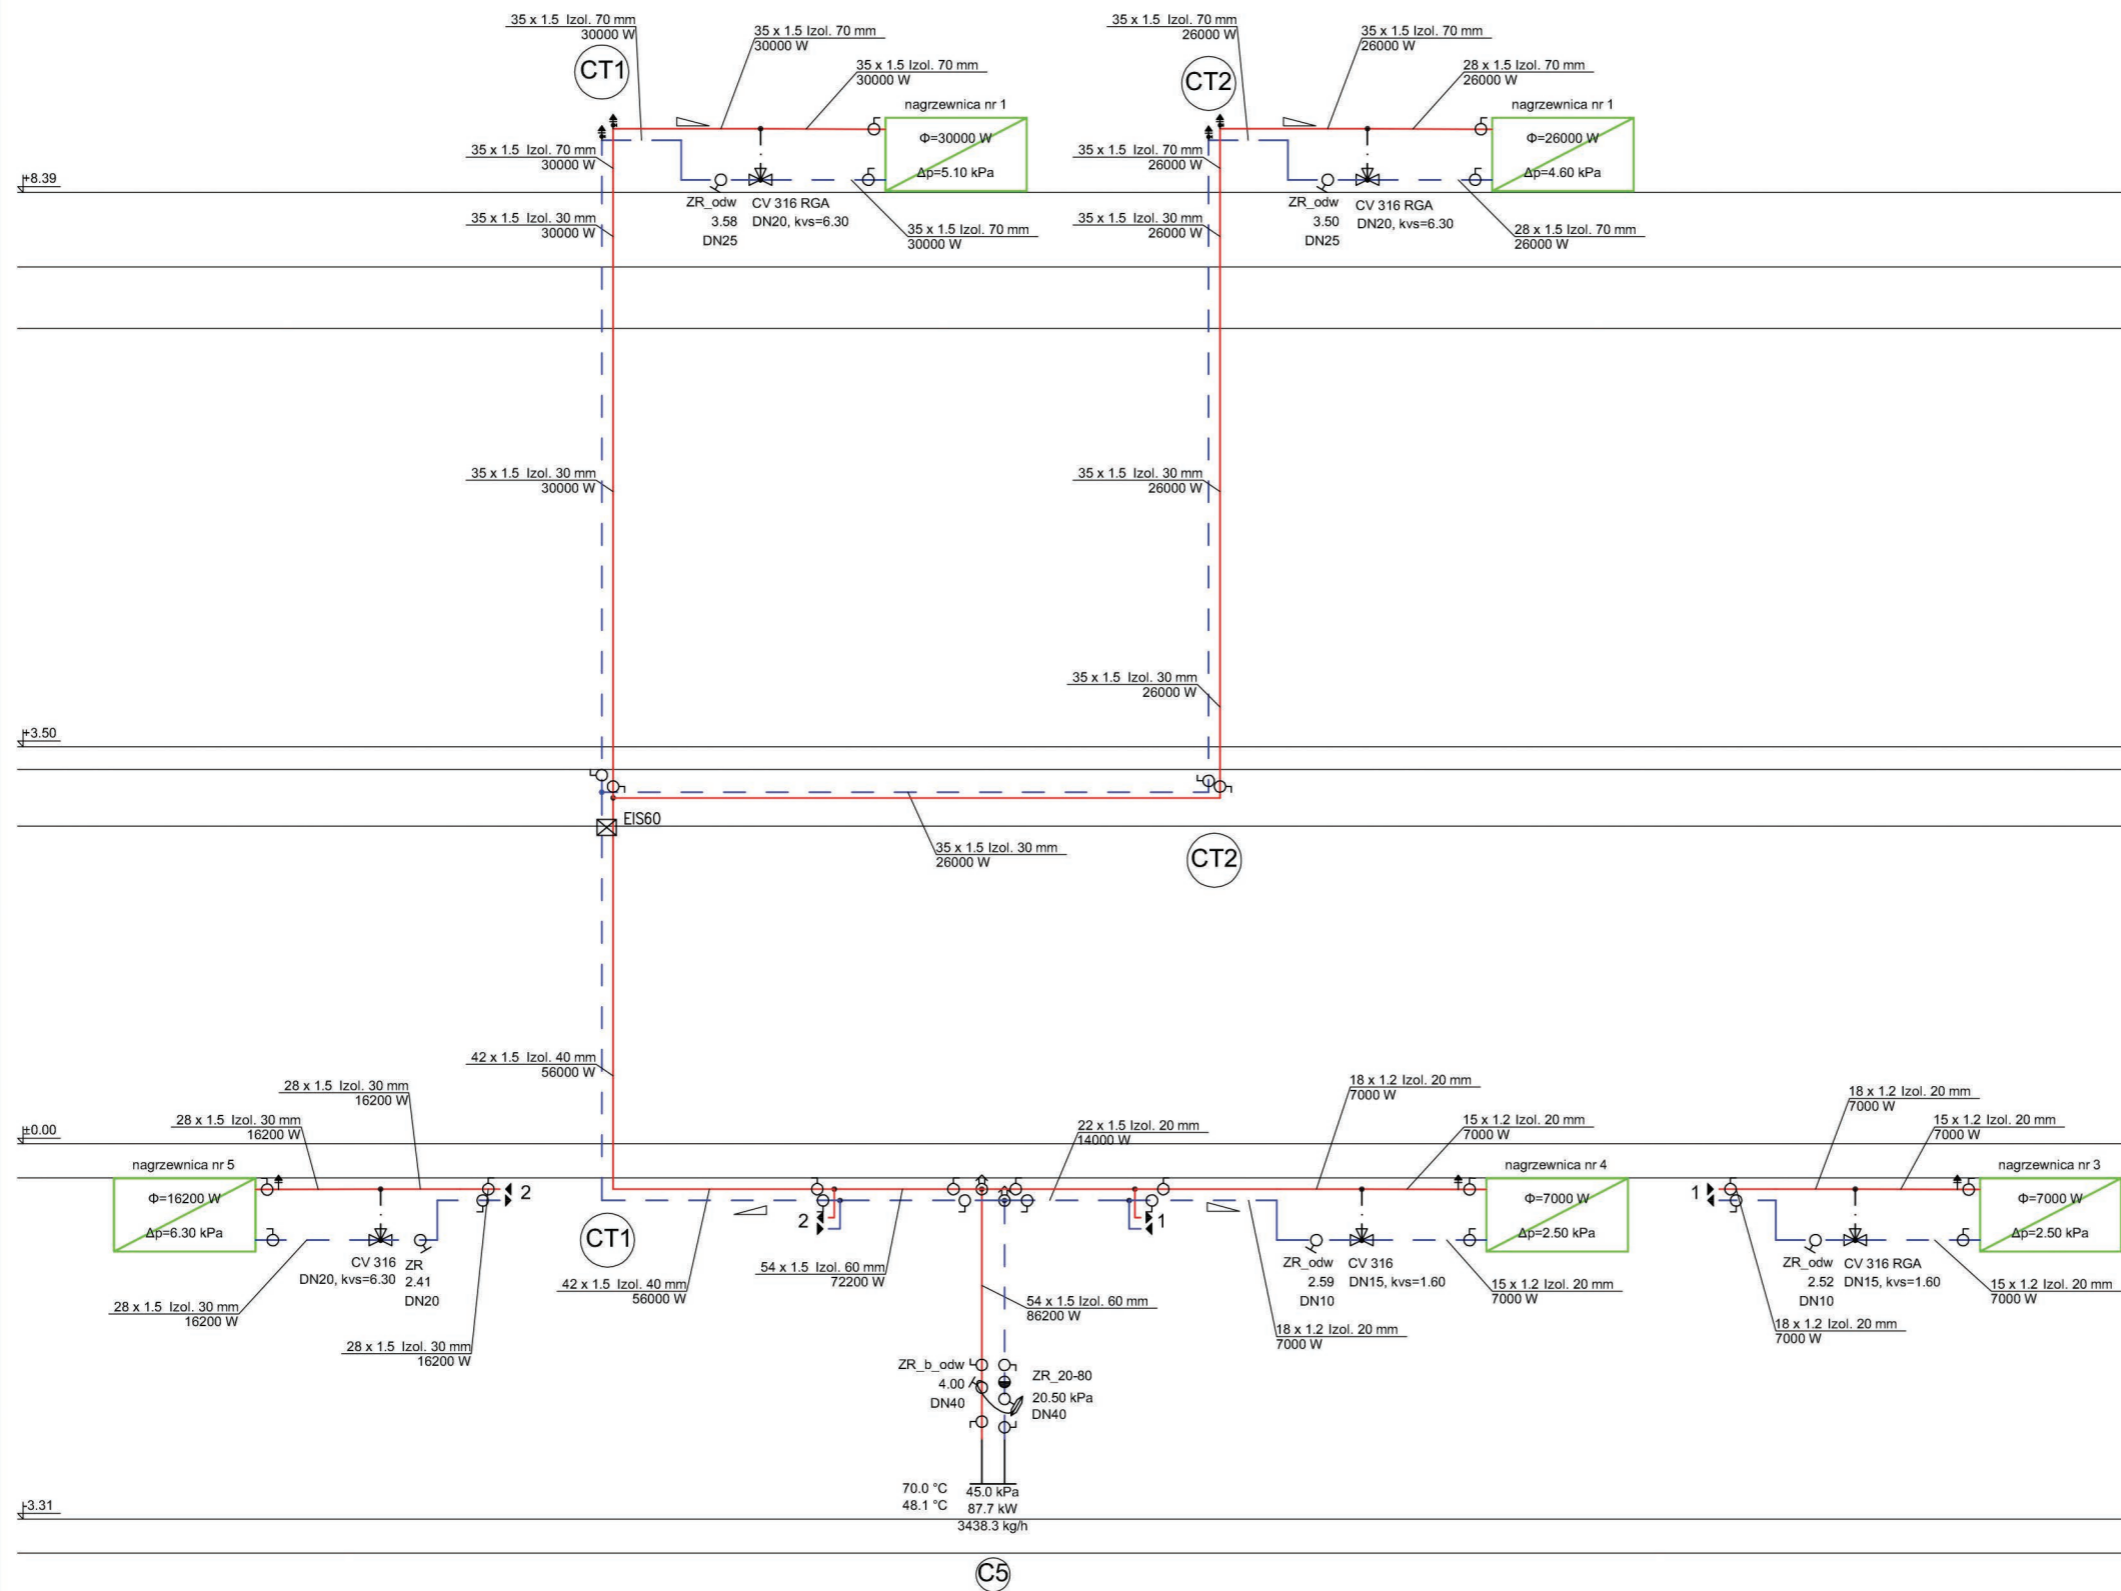 35 x 1.5 Izol. 70 mm
30000 W
CT1
35 x 1.5 Izol. 70 mm
30000 W
35 x 1.5 Izol. 70 mm
30000 W
nagrzewnica nr 1
Φ=30000 W
Δp=5.10 kPa
35 x 1.5 Izol. 70 mm
30000 W
35 x 1.5 Izol. 30 mm
30000 W
ZR_odw
3.58
DN25
CV 316 RGA
DN20, kvs=6.30
35 x 1.5 Izol. 70 mm
30000 W
35 x 1.5 Izol. 70 mm
26000 W
CT2
35 x 1.5 Izol. 70 mm
26000 W
28 x 1.5 Izol. 70 mm
26000 W
nagrzewnica nr 1
Φ=26000 W
Δp=4.60 kPa
35 x 1.5 Izol. 70 mm
26000 W
35 x 1.5 Izol. 30 mm
26000 W
ZR_odw
3.50
DN25
CV 316 RGA
DN20, kvs=6.30
28 x 1.5 Izol. 70 mm
26000 W
+8.39
35 x 1.5 Izol. 30 mm
30000 W
35 x 1.5 Izol. 30 mm
26000 W
35 x 1.5 Izol. 30 mm
26000 W
+3.50
EIS60
35 x 1.5 Izol. 30 mm
26000 W
CT2
42 x 1.5 Izol. 40 mm
56000 W
±0.00
28 x 1.5 Izol. 30 mm
16200 W
28 x 1.5 Izol. 30 mm
16200 W
nagrzewnica nr 5
Φ=16200 W
Δp=6.30 kPa
2
CV 316
DN20, kvs=6.30
ZR
2.41
DN20
28 x 1.5 Izol. 30 mm
16200 W
28 x 1.5 Izol. 30 mm
16200 W
CT1
42 x 1.5 Izol. 40 mm
56000 W
2
54 x 1.5 Izol. 60 mm
72200 W
22 x 1.5 Izol. 20 mm
14000 W
1
54 x 1.5 Izol. 60 mm
86200 W
18 x 1.2 Izol. 20 mm
7000 W
15 x 1.2 Izol. 20 mm
7000 W
nagrzewnica nr 4
Φ=7000 W
Δp=2.50 kPa
ZR_odw
2.59
DN10
CV 316
DN15, kvs=1.60
15 x 1.2 Izol. 20 mm
7000 W
18 x 1.2 Izol. 20 mm
7000 W
18 x 1.2 Izol. 20 mm
7000 W
15 x 1.2 Izol. 20 mm
7000 W
nagrzewnica nr 3
1
Φ=7000 W
Δp=2.50 kPa
ZR_odw
2.52
DN10
CV 316 RGA
DN15, kvs=1.60
15 x 1.2 Izol. 20 mm
7000 W
18 x 1.2 Izol. 20 mm
7000 W
ZR_b_odw
4.00
DN40
ZR_20-80
20.50 kPa
DN40
70.0 °C
48.1 °C
45.0 kPa
87.7 kW
3438.3 kg/h
-3.31
C5